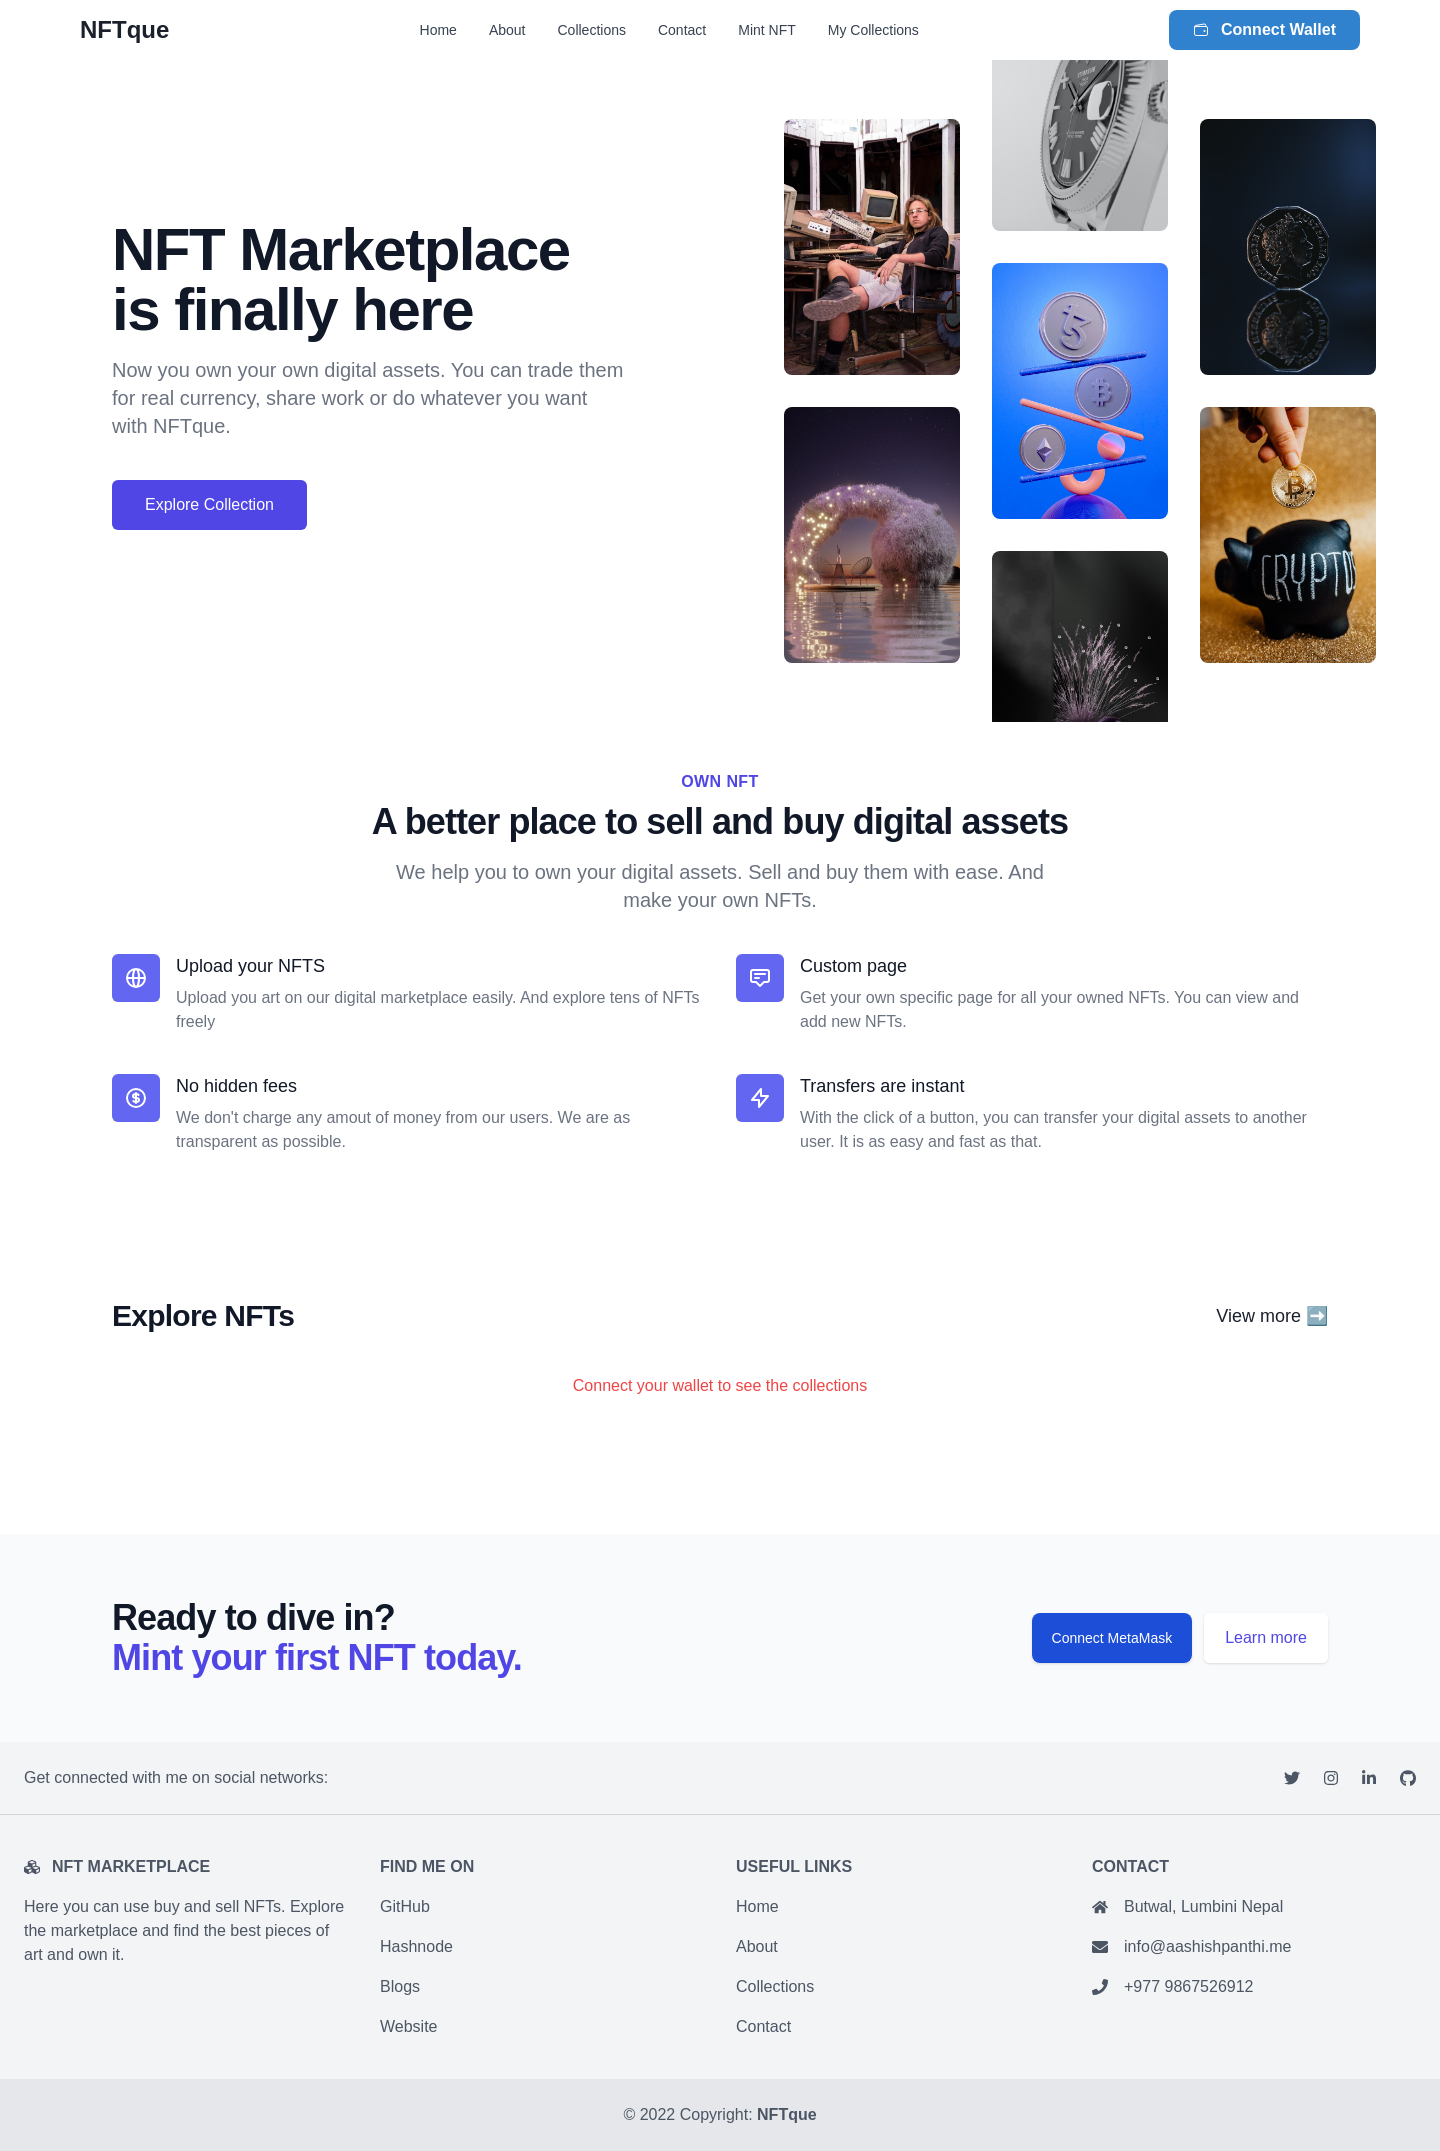 NFTque
Home
About
Collections
Contact
Mint NFT
My Collections
Connect Wallet
NFT Marketplace
is finally here
Now you own your own digital assets. You can trade them
for real currency, share work or do whatever you want
with NFTque.
Explore Collection
CRYPTOS
OWN NFT
A better place to sell and buy digital assets
We help you to own your digital assets. Sell and buy them with ease. And
make your own NFTs.
Upload your NFTS
Upload you art on our digital marketplace easily. And explore tens of NFTs
freely
Custom page
Get your own specific page for all your owned NFTs. You can view and
add new NFTs.
No hidden fees
We don't charge any amout of money from our users. We are as
transparent as possible.
Transfers are instant
With the click of a button, you can transfer your digital assets to another
user. It is as easy and fast as that.
Explore NFTs
View more ➡️
Connect your wallet to see the collections
Ready to dive in?
Mint your first NFT today.
Connect MetaMask
Learn more
Get connected with me on social networks:
NFT MARKETPLACE
Here you can use buy and sell NFTs. Explore
the marketplace and find the best pieces of
art and own it.
FIND ME ON
GitHub
Hashnode
Blogs
Website
USEFUL LINKS
Home
About
Collections
Contact
CONTACT
Butwal, Lumbini Nepal
info@aashishpanthi.me
+977 9867526912
© 2022 Copyright: NFTque